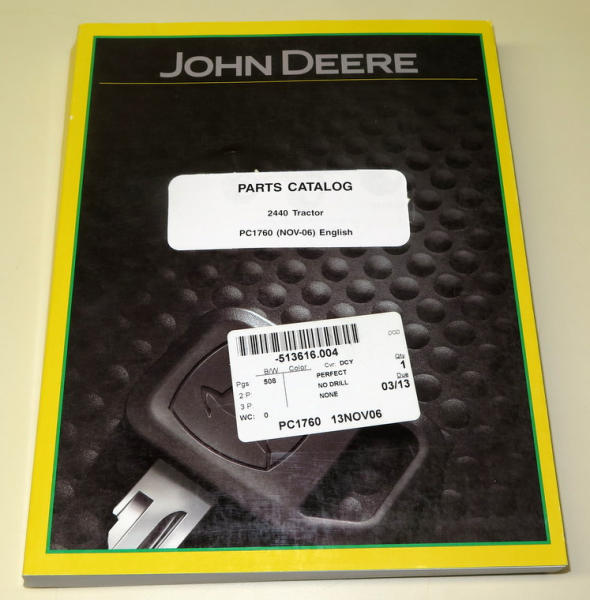 JOHN DEERE
PARTS CATALOG
2440 Tractor
PC1760 (NOV-06) English
-513616.004
B/W Color Cvr: DCY Qty
Pgs 508 PERFECT 1
2 P: NO DRILL Due
3 P: NONE 03/13
WC: 0
PC1760 13NOV06